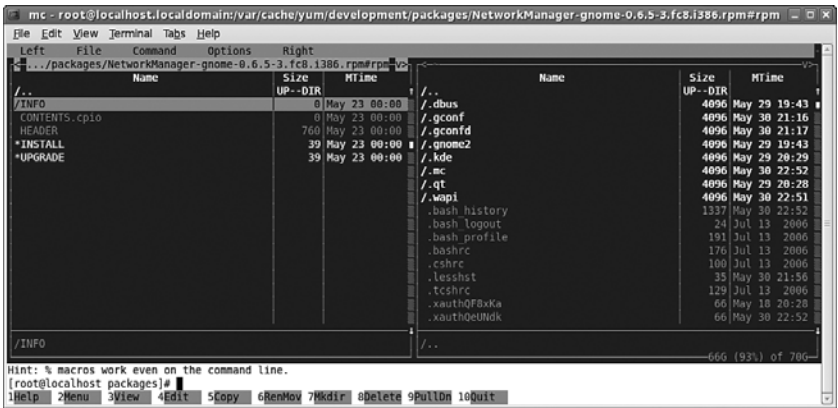 mc - root@localhost.localdomain:/var/cache/yum/development/packages/NetworkManager-gnome-0.6.5-3.fc8.i386.rpm#rpm
File Edit View Terminal Tabs Help
Left File Command Options Right
<-.../packages/NetworkManager-gnome-0.6.5-3.fc8.i386.rpm#rpm-v> <- v>
Name Size MTime Name Size MTime
/.. UP--DIR /.. UP--DIR
/INFO 0 May 23 00:00 /.dbus 4096 May 29 19:43
CONTENTS.cpio 0 May 23 00:00 /.gconf 4096 May 30 21:16
HEADER 760 May 23 00:00 /.gconfd 4096 May 30 21:17
*INSTALL 39 May 23 00:00 /.gnome2 4096 May 29 19:43
*UPGRADE 39 May 23 00:00 /.kde 4096 May 29 20:29
/.mc 4096 May 30 22:52
/.qt 4096 May 29 20:28
/.wapi 4096 May 30 22:51
.bash_history 1337 May 30 22:52
.bash_logout 24 Jul 13 2006
.bash_profile 191 Jul 13 2006
.bashrc 176 Jul 13 2006
.cshrc 100 Jul 13 2006
.lesshst 35 May 30 21:56
.tcshrc 129 Jul 13 2006
.xauthQF8xKa 66 May 18 20:28
.xauthQeUNdk 66 May 30 22:52
/INFO /..
66G (93%) of 70G
Hint: % macros work even on the command line.
[root@localhost packages]#
1Help 2Menu 3View 4Edit 5Copy 6RenMov 7Mkdir 8Delete 9PullDn 10Quit